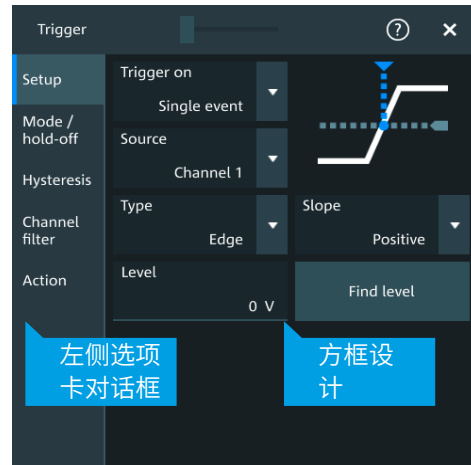 Trigger
?
×
Setup
Mode /
hold-off
Hysteresis
Channel
filter
Action
Trigger on
Single event
Source
Channel 1
Type
Edge
Slope
Positive
Level
0 V
Find level
左侧选项
卡对话框
方框设
计